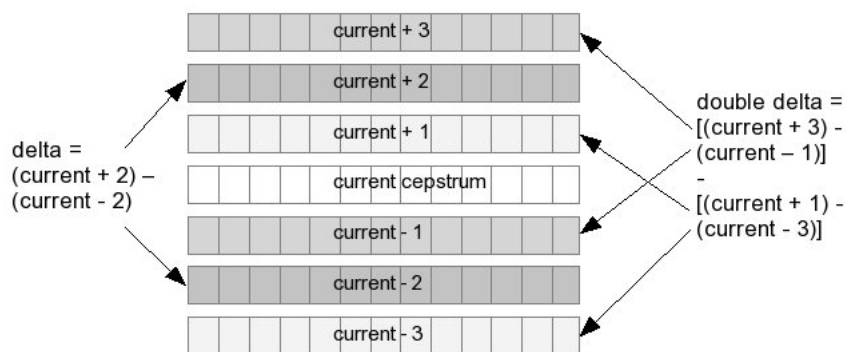 current + 3
current + 2
current + 1
current cepstrum
current - 1
current - 2
current - 3
delta =
(current + 2) –
(current - 2)
double delta =
[(current + 3) -
(current – 1)]
-
[(current + 1) -
(current - 3)]